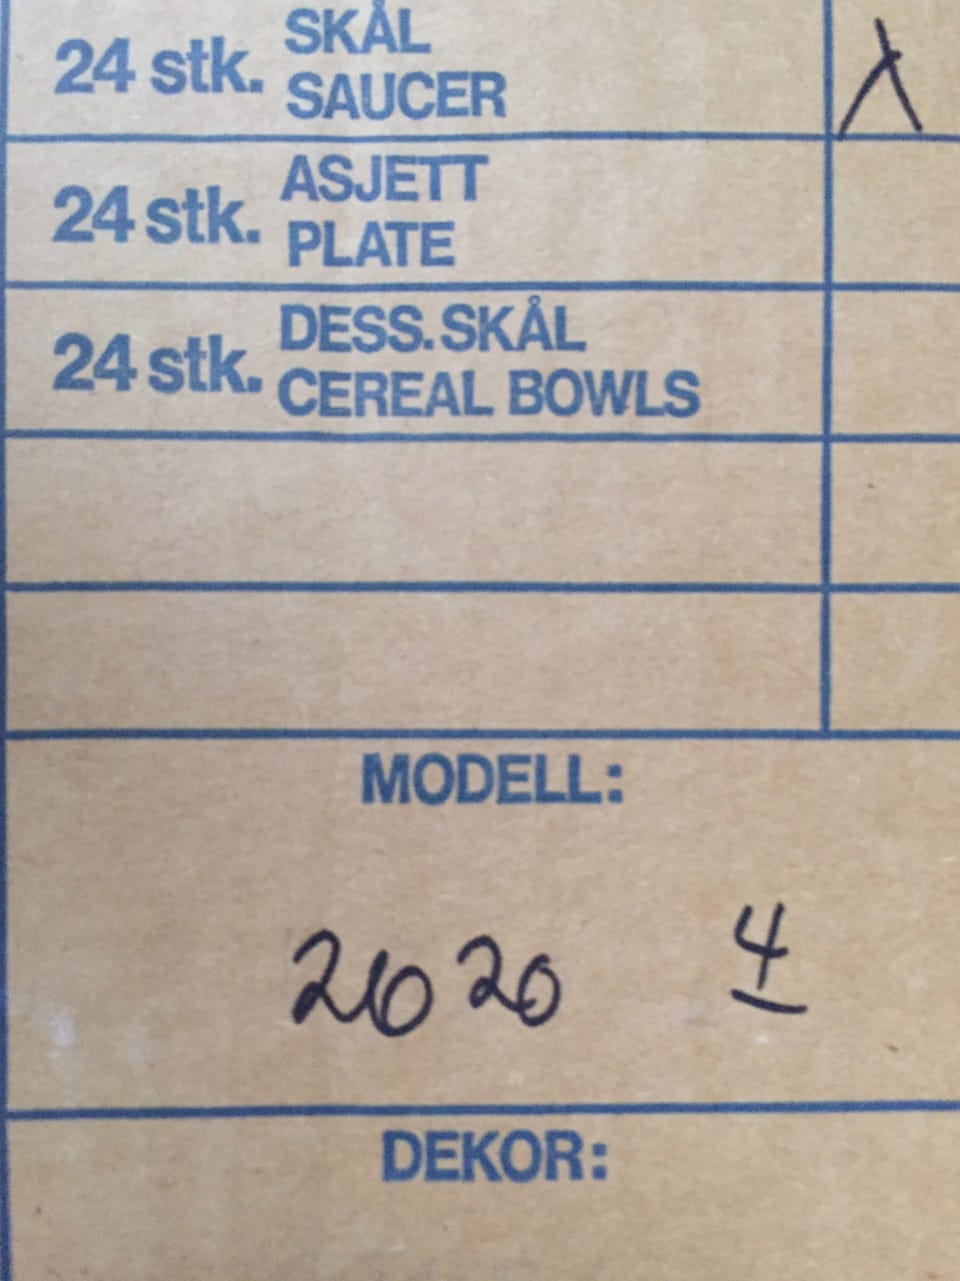 24 stk. SKÅL
SAUCER
X
24 stk. ASJETT
PLATE
24 stk. DESS. SKÅL
CEREAL BOWLS
MODELL:
2020 4
DEKOR: